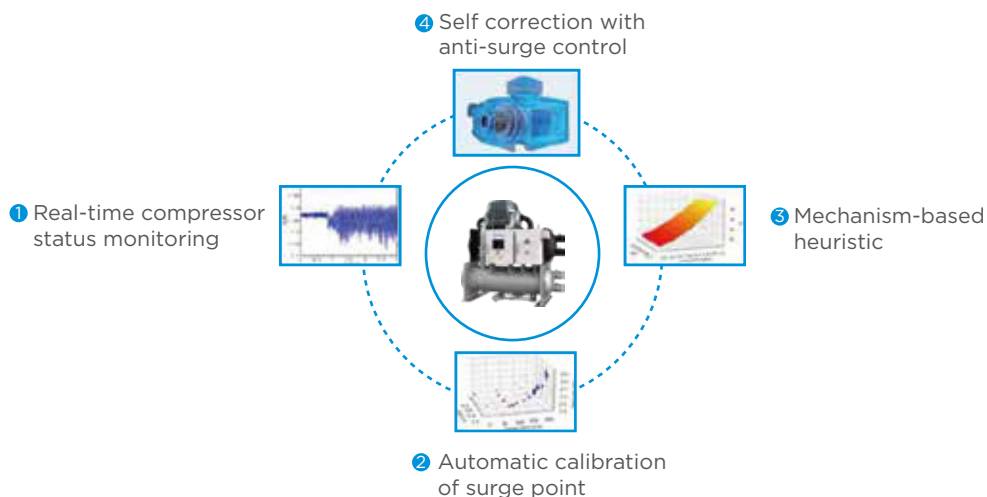 4 Self correction with
anti-surge control
1 Real-time compressor
status monitoring
3 Mechanism-based
heuristic
2 Automatic calibration
of surge point